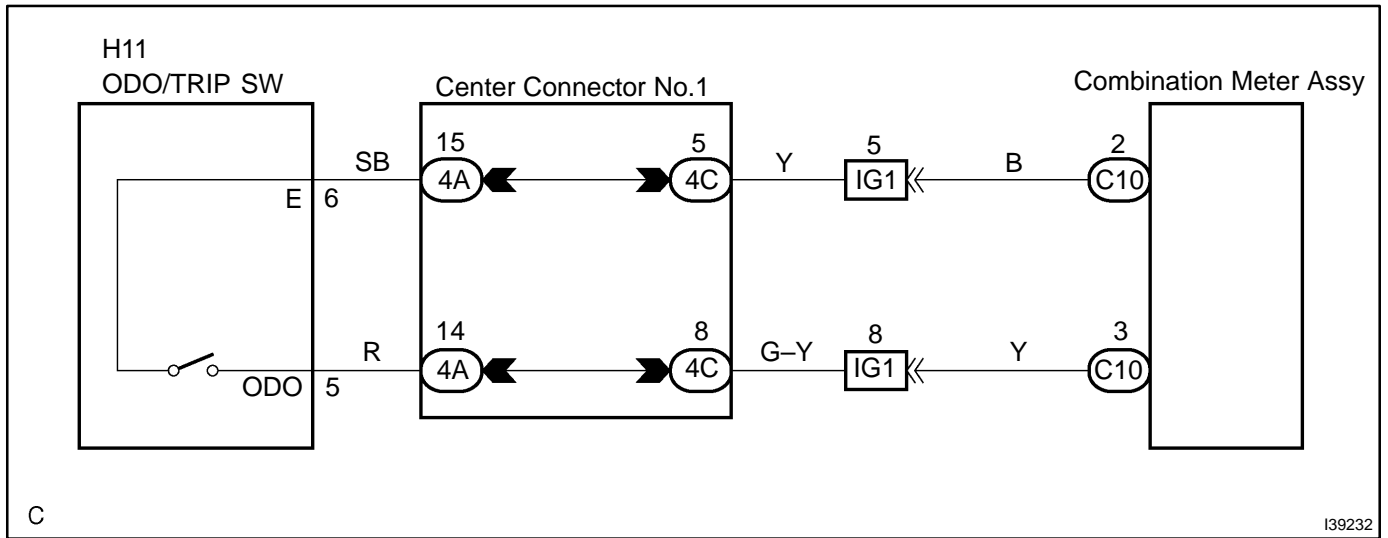 H11
ODO/TRIP SW
Center Connector No.1
Combination Meter Assy
15
5
5
2
SB
Y
B
4A
4C
IG1
C10
E
6
14
8
8
3
R
G–Y
Y
4A
4C
IG1
C10
ODO
5
C
I39232